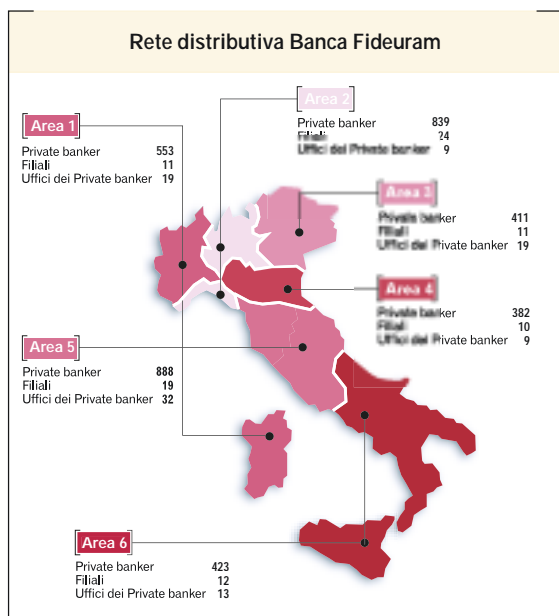 Rete distributiva Banca Fideuram
Area 1
Private banker 553
Filiali 11
Uffici dei Private banker 19
Area 2
Private banker 839
Filiali 24
Uffici dei Private banker 9
Area 3
Private banker 411
Filiali 11
Uffici dei Private banker 19
Area 4
Private banker 382
Filiali 10
Uffici dei Private banker 9
Area 5
Private banker 888
Filiali 19
Uffici dei Private banker 32
Area 6
Private banker 423
Filiali 12
Uffici dei Private banker 13